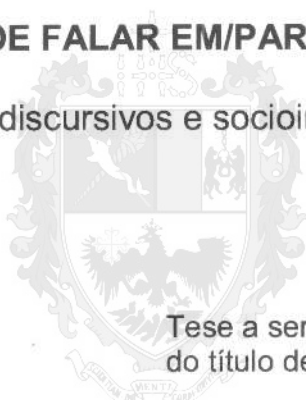 DE FALAR EM/PAR
discursivos e socioi
Tese a ser
do título de